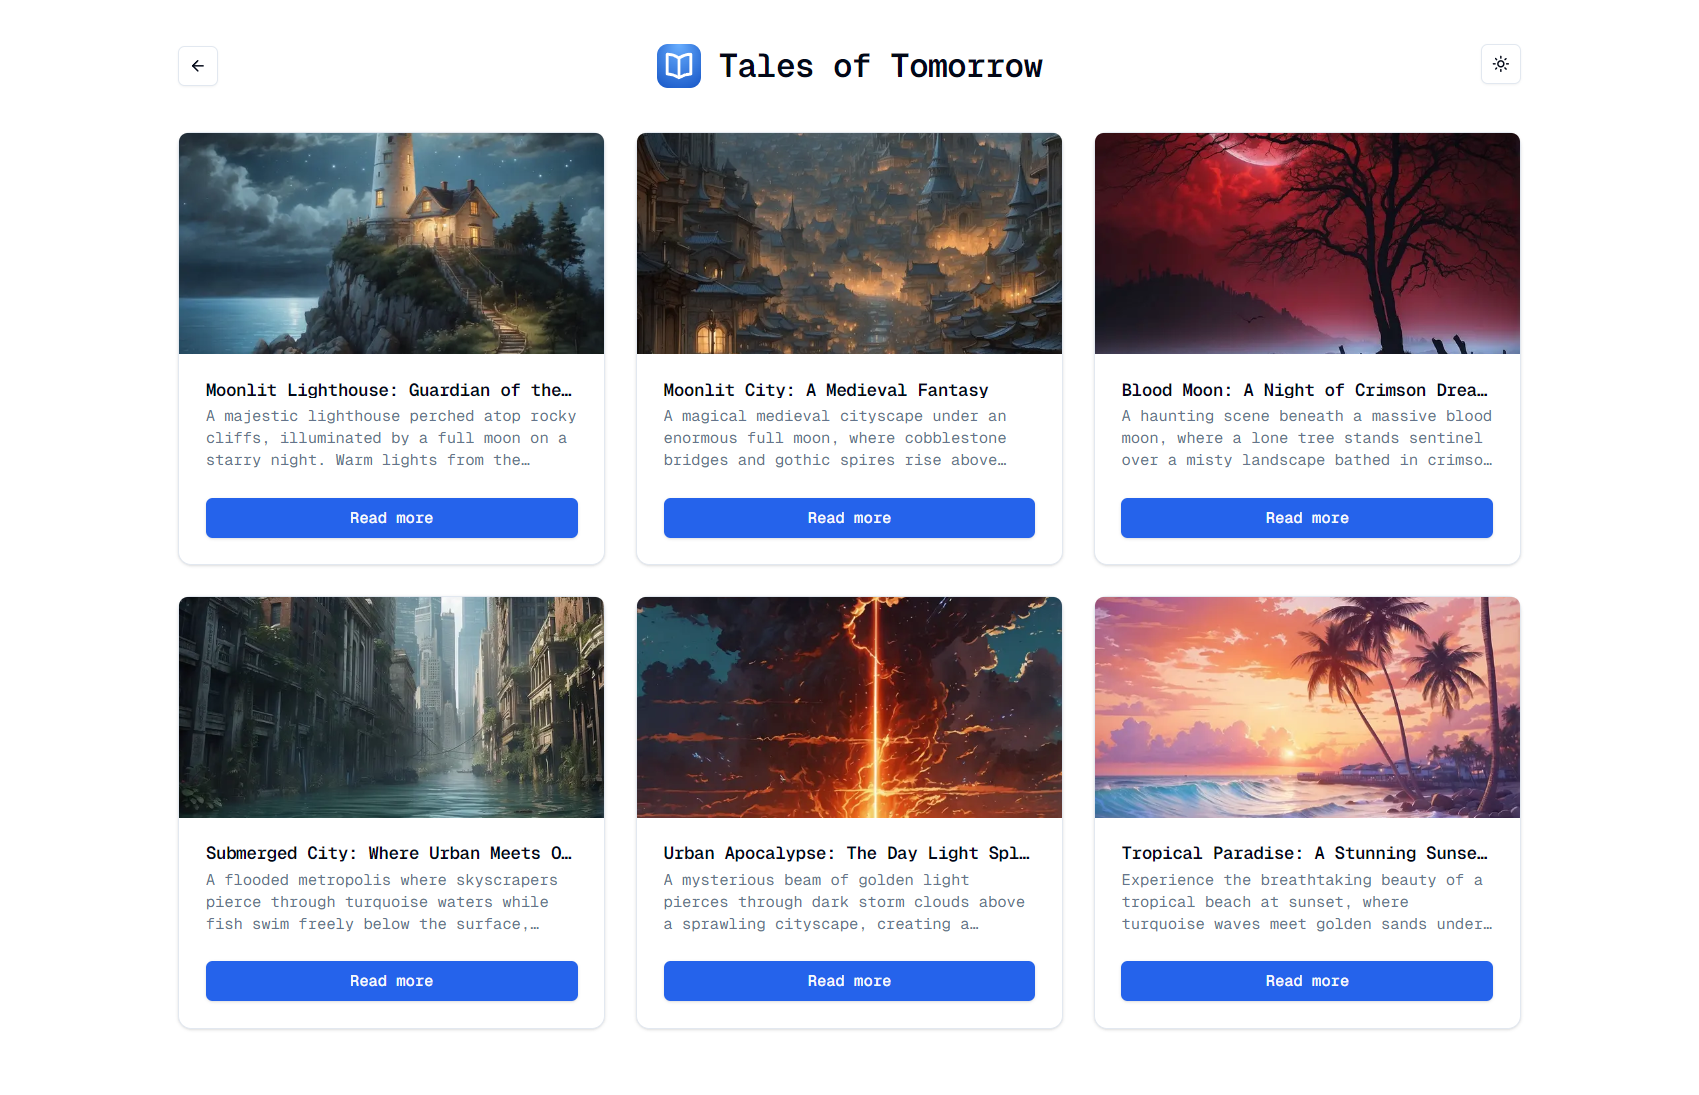 Tales of Tomorrow
Moonlit Lighthouse: Guardian of the…
A majestic lighthouse perched atop rocky
cliffs, illuminated by a full moon on a
starry night. Warm lights from the…
Read more
Moonlit City: A Medieval Fantasy
A magical medieval cityscape under an
enormous full moon, where cobblestone
bridges and gothic spires rise above…
Read more
Blood Moon: A Night of Crimson Drea…
A haunting scene beneath a massive blood
moon, where a lone tree stands sentinel
over a misty landscape bathed in crimso…
Read more
Submerged City: Where Urban Meets O…
A flooded metropolis where skyscrapers
pierce through turquoise waters while
fish swim freely below the surface,…
Read more
Urban Apocalypse: The Day Light Spl…
A mysterious beam of golden light
pierces through dark storm clouds above
a sprawling cityscape, creating a…
Read more
Tropical Paradise: A Stunning Sunse…
Experience the breathtaking beauty of a
tropical beach at sunset, where
turquoise waves meet golden sands under…
Read more